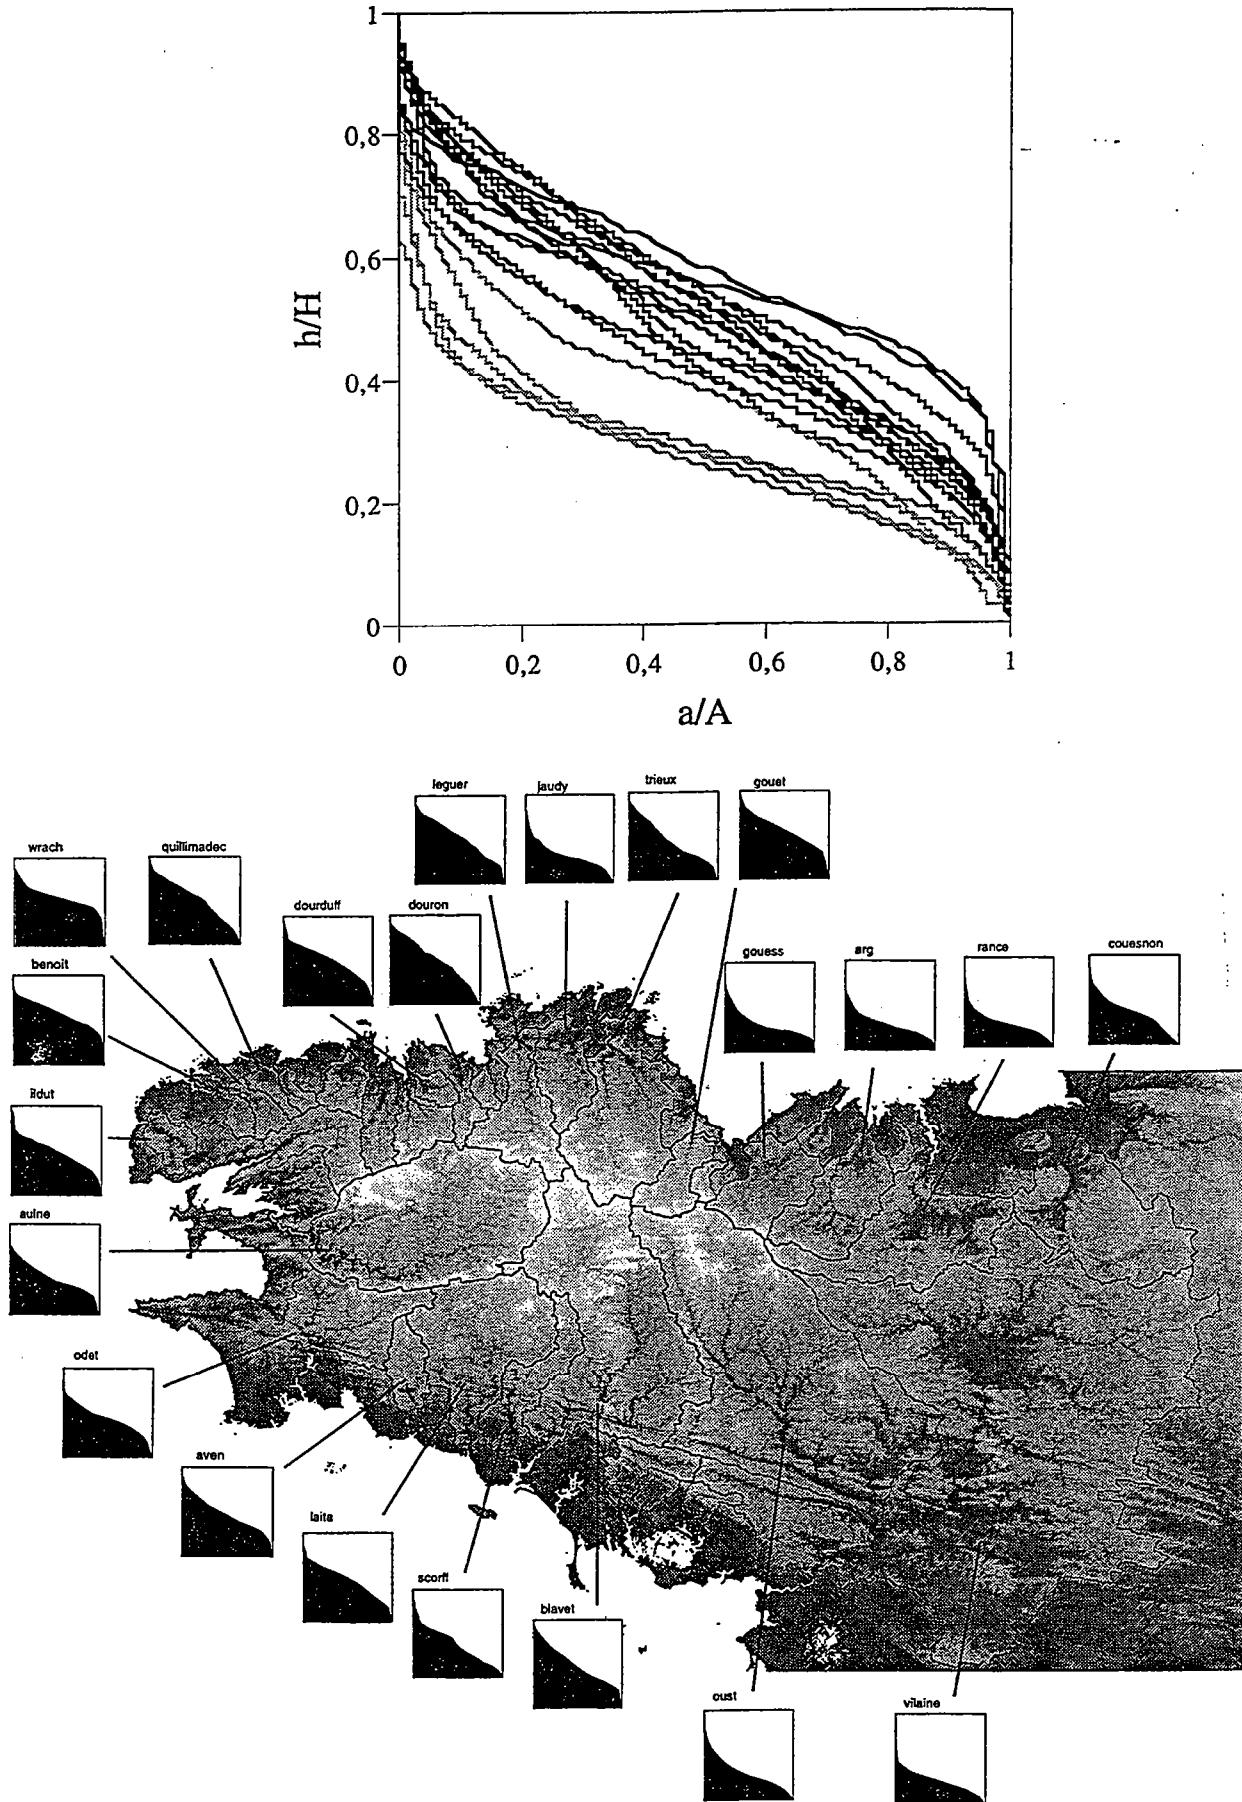 1
0,8
0,6
0,4
0,2
0
h/H
0
0,2
0,4
0,6
0,8
1
a/A
leguer
jaudy
trieux
gouet
wrach
quillimadec
dourduff
douron
gouess
arg
rance
couesnon
benoit
ildut
aulne
odet
aven
laita
scorff
blavet
oust
vilaine